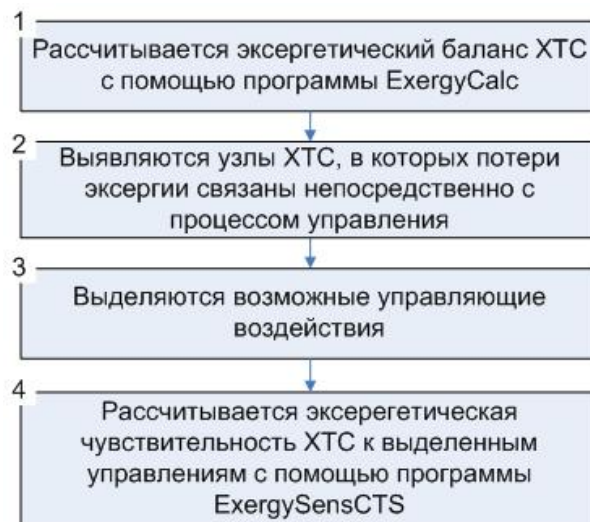 1
Рассчитывается эксергетический баланс ХТС
с помощью программы ExergyCalc
2
Выявляются узлы ХТС, в которых потери
эксергии связаны непосредственно с
процессом управления
3
Выделяются возможные управляющие
воздействия
4
Рассчитывается эксерегетическая
чувствительность ХТС к выделенным
управлениям с помощью программы
ExergySensCTS